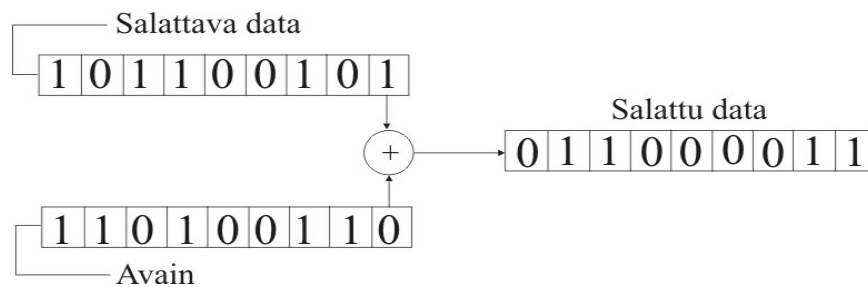 Salattava data
1 0 1 1 0 0 1 0 1
Salattu data
+
0 1 1 0 0 0 0 1 1
1 1 0 1 0 0 1 1 0
Avain